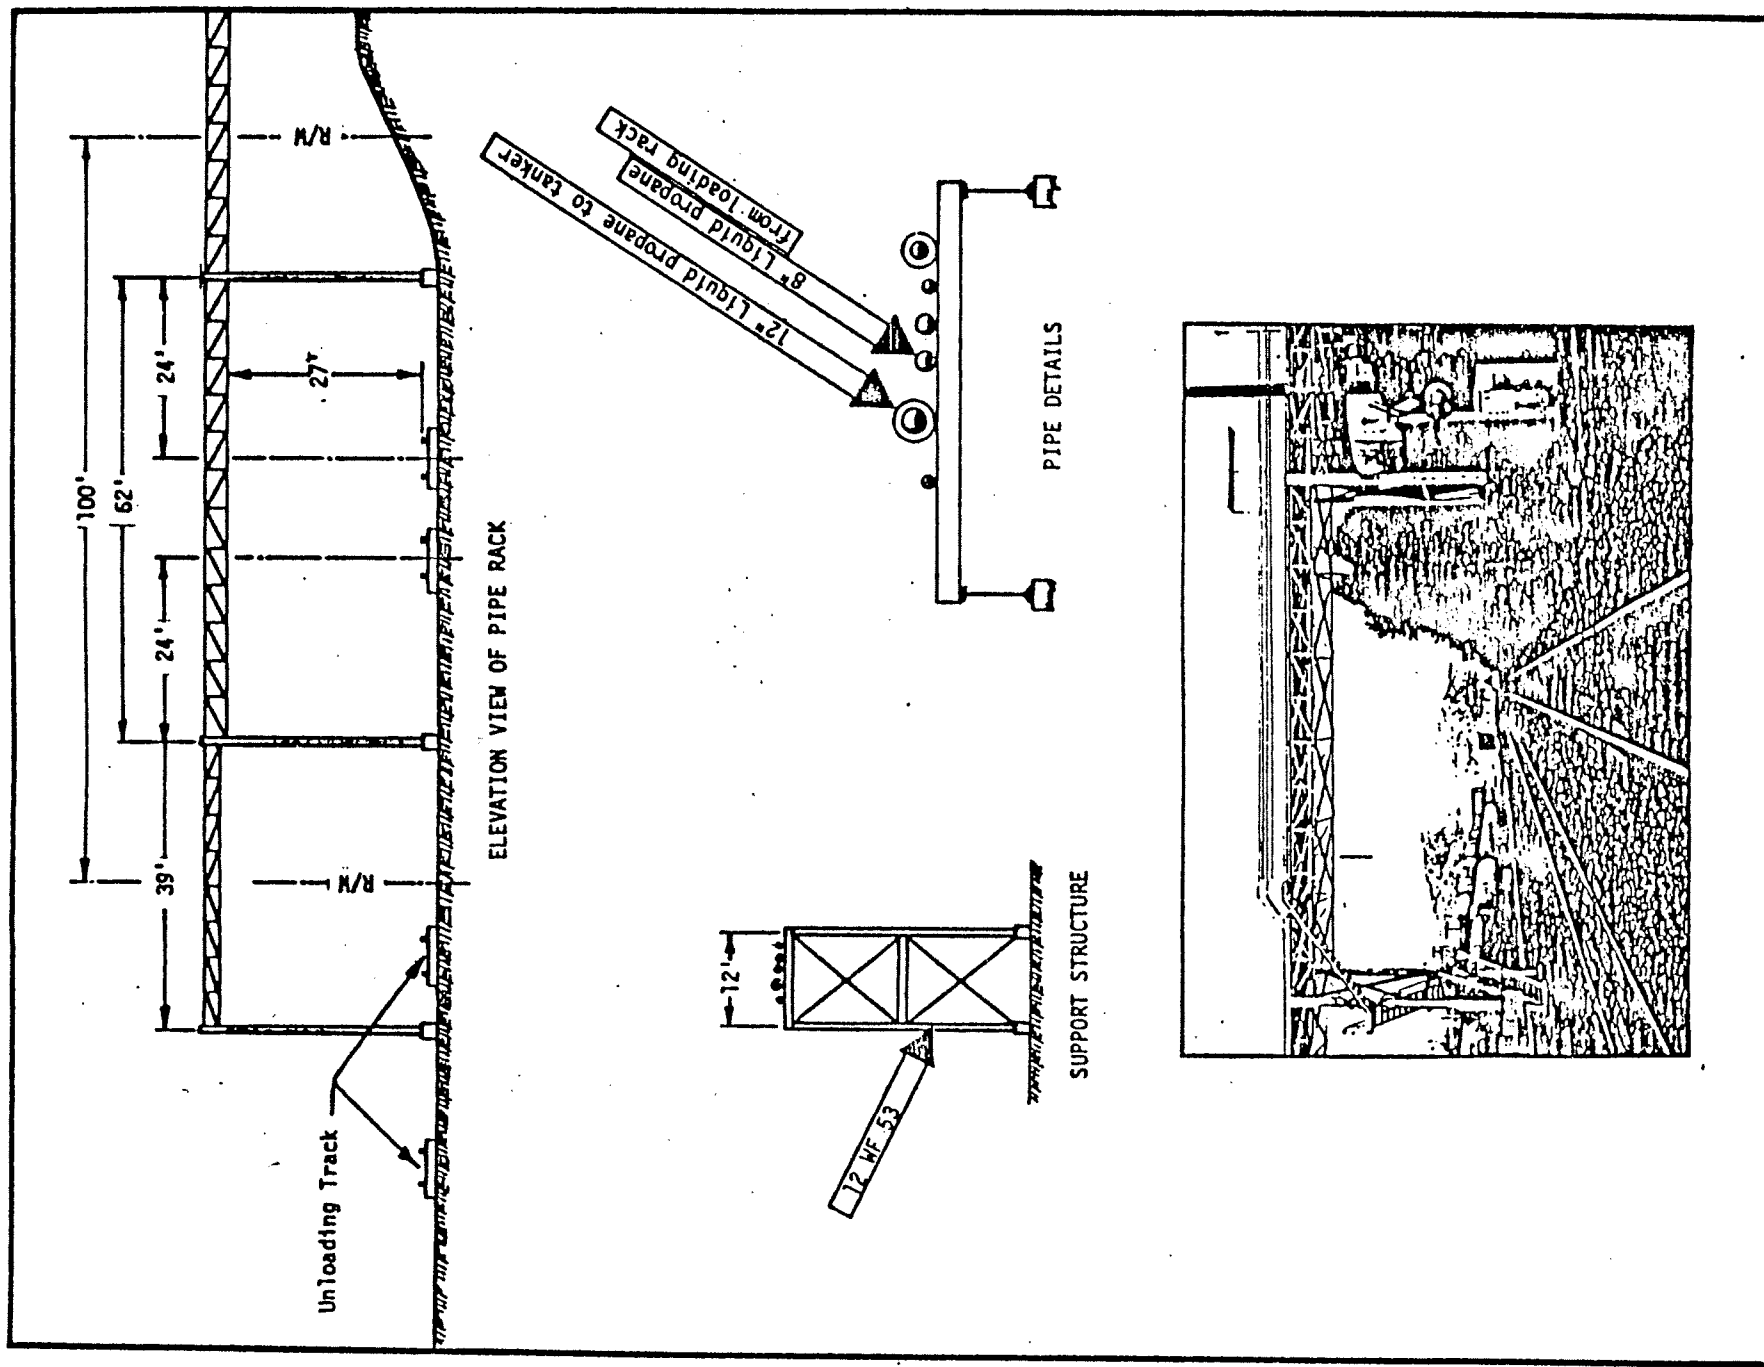 100'
62'
39'
24'
24'
27'
R/W
R/W
Unloading Track
ELEVATION VIEW OF PIPE RACK
12'
12 WF 53
SUPPORT STRUCTURE
12" Liquid propane to tanker
8" Liquid propane
from loading rack
PIPE DETAILS